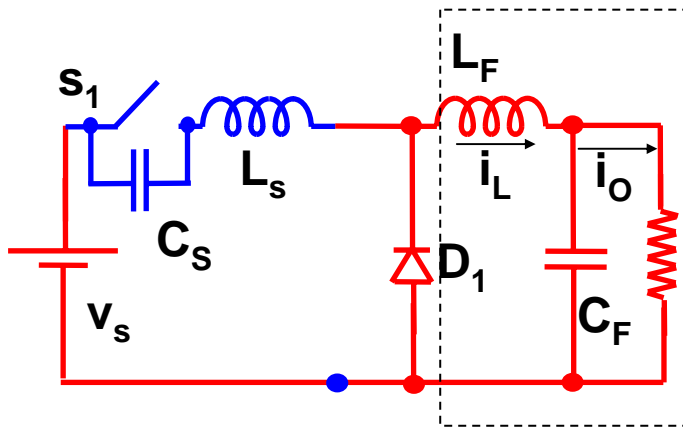 L_F
s_1
L_s
i_L
i_O
C_S
D_1
v_s
C_F